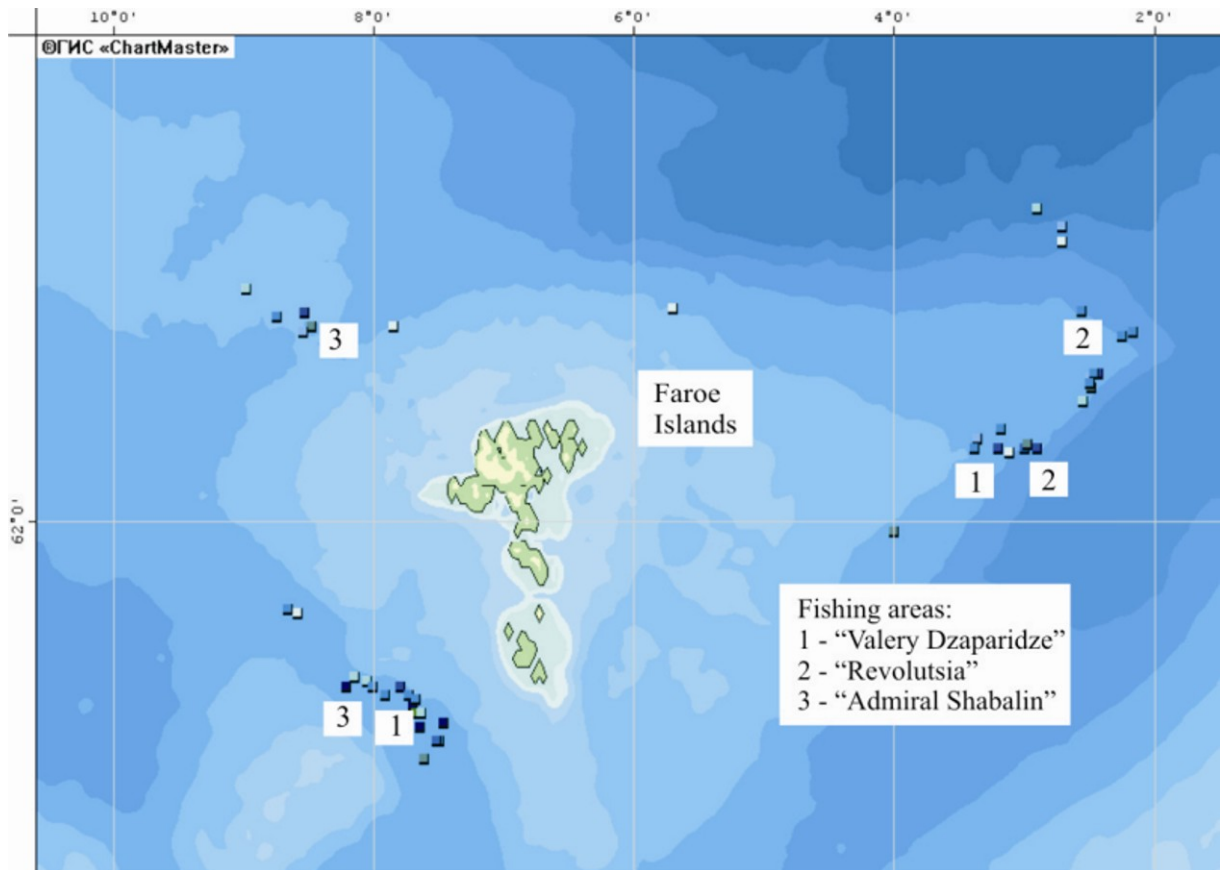 10°0' 8°0' 6°0' 4°0' 2°0'
©ГИС «ChartMaster»
3
2
Faroe
Islands
1 2
62°0'
Fishing areas:
1 - “Valery Dzaparidze”
2 - “Revolutsia”
3 - “Admiral Shabalin”
3 1